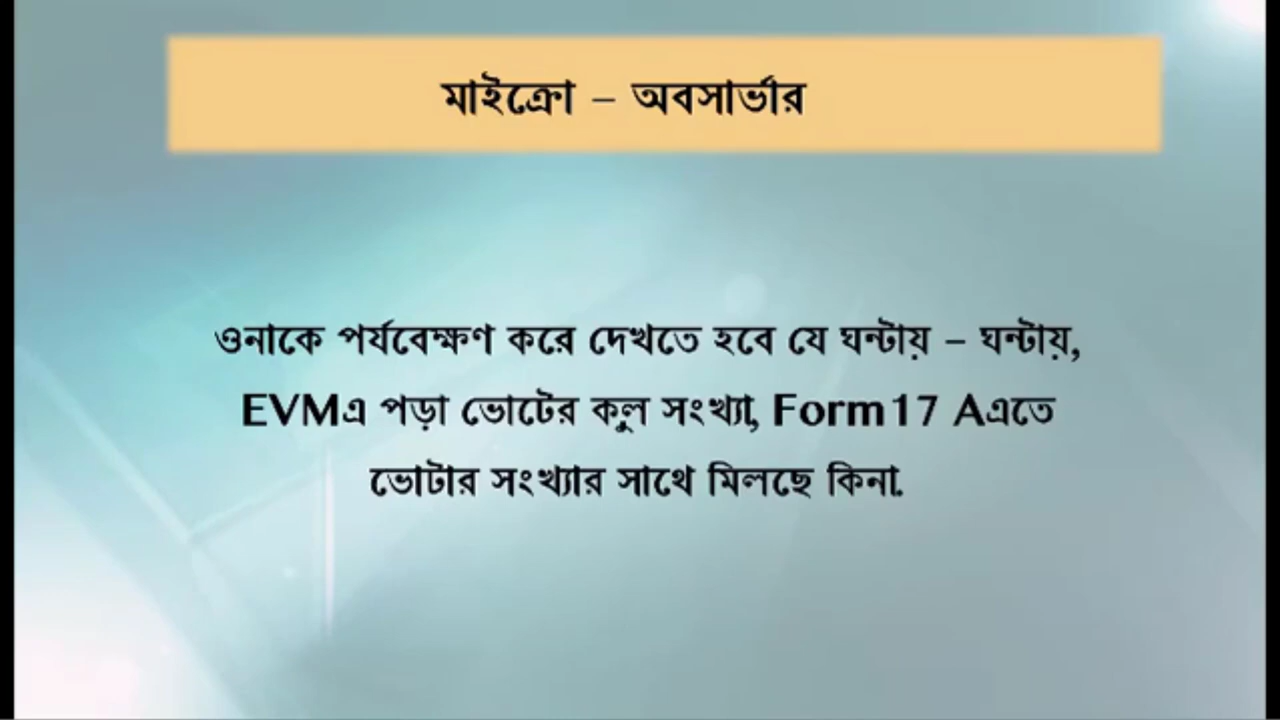 মাইক্রো – অবসার্ভার
ওনাকে পর্যবেক্ষণ করে দেখতে হবে যে ঘন্টায় – ঘন্টায়,
EVMএ পড়া ভোটের কুল সংখ্যা, Form17 Aএতে
ভোটার সংখ্যার সাথে মিলছে কিনা.